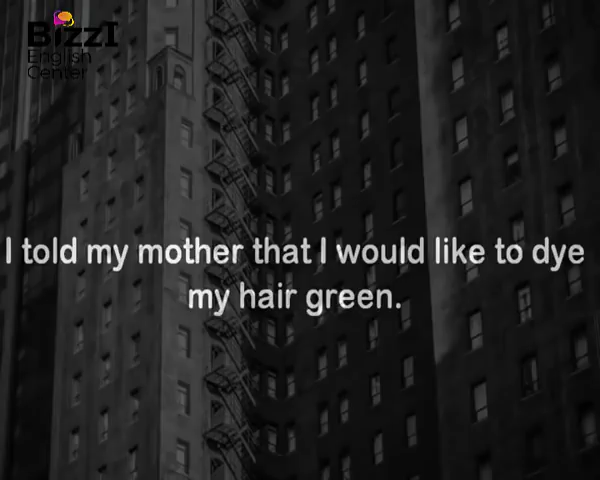 BizzI
English
Center
I told my mother that I would like to dye
my hair green.